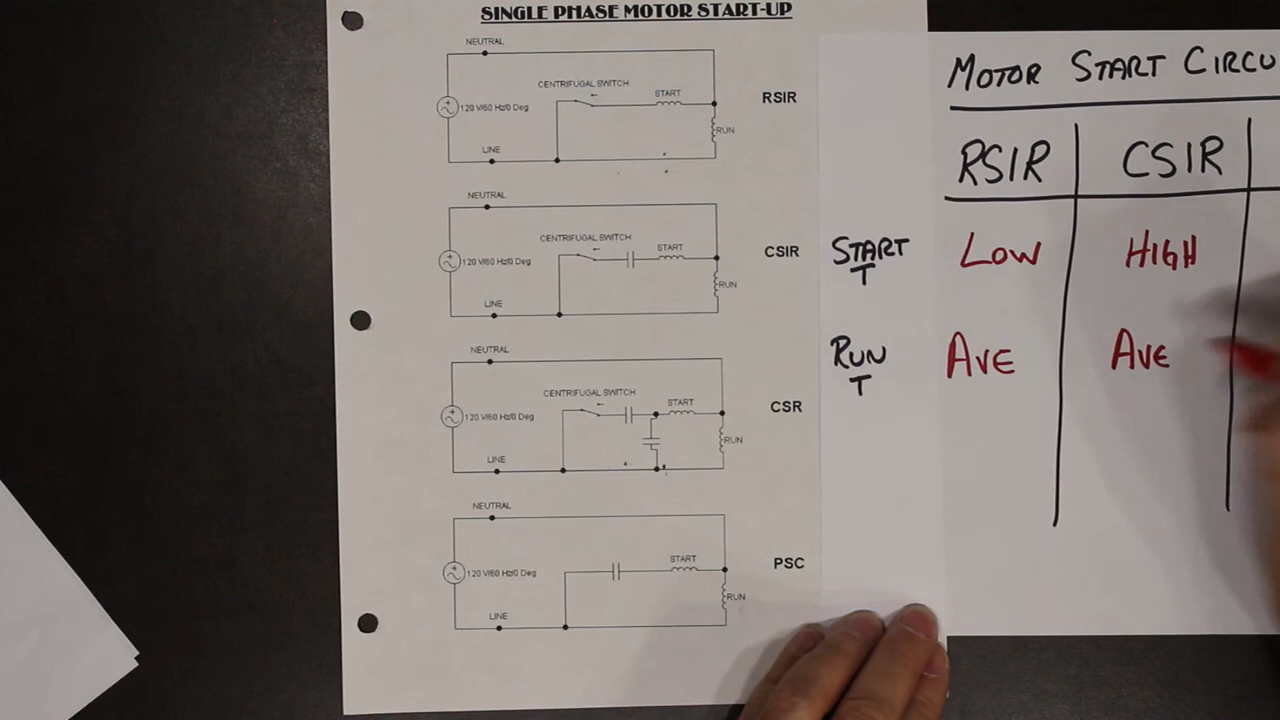 SINGLE PHASE MOTOR START-UP
NEUTRAL
CENTRIFUGAL SWITCH
START
RSIR
120 V/60 Hz/0 Deg
RUN
LINE
NEUTRAL
CENTRIFUGAL SWITCH
START
CSIR
120 V/60 Hz/0 Deg
RUN
LINE
NEUTRAL
CENTRIFUGAL SWITCH
START
CSR
120 V/60 Hz/0 Deg
RUN
LINE
NEUTRAL
START
PSC
120 V/60 Hz/0 Deg
RUN
LINE
MOTOR START CIRCU
RSIR CSIR
START T LOW HIGH
RUN T AVE AVE